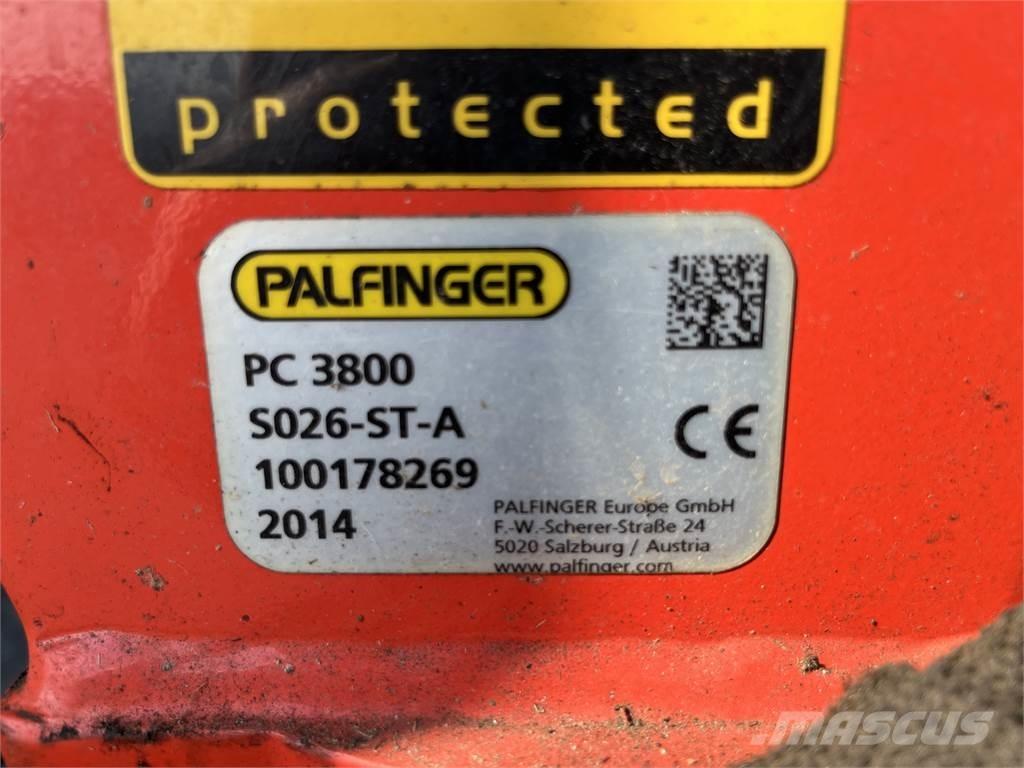 protected
PALFINGER
PC 3800
S026-ST-A
100178269
2014
CE
PALFINGER Europe GmbH
F.-W.-Scherer-Straße 24
5020 Salzburg / Austria
www.palfinger.com
MASCUS